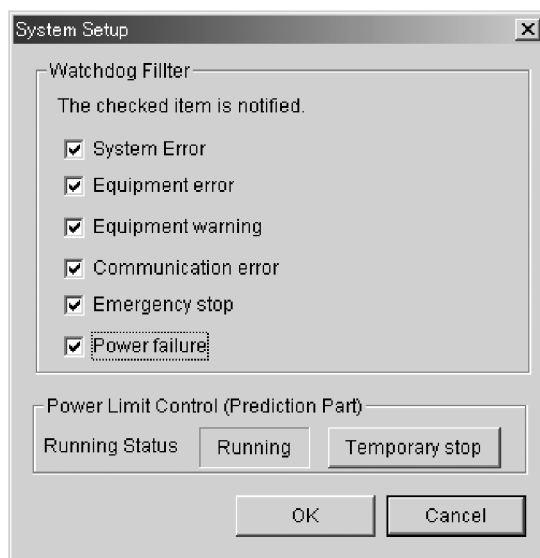 System Setup
Watchdog Fillter
The checked item is notified.
System Error
Equipment error
Equipment warning
Communication error
Emergency stop
Power failure
Power Limit Control (Prediction Part)
Running Status Running Temporary stop
OK Cancel